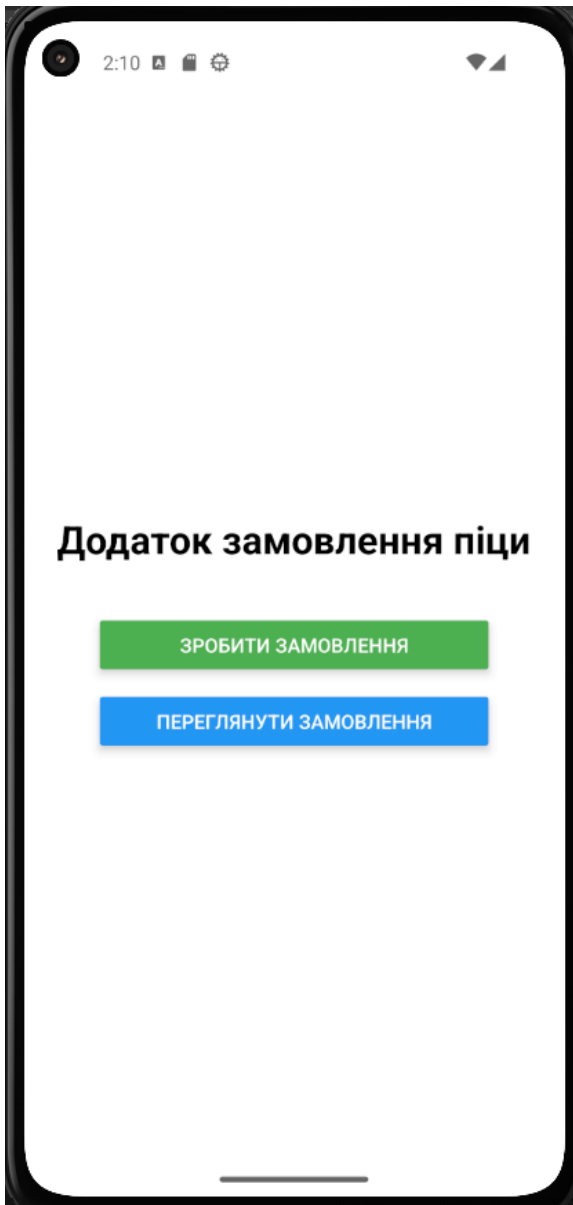 2:10
Додаток замовлення піци
ЗРОБИТИ ЗАМОВЛЕННЯ
ПЕРЕГЛЯНУТИ ЗАМОВЛЕННЯ